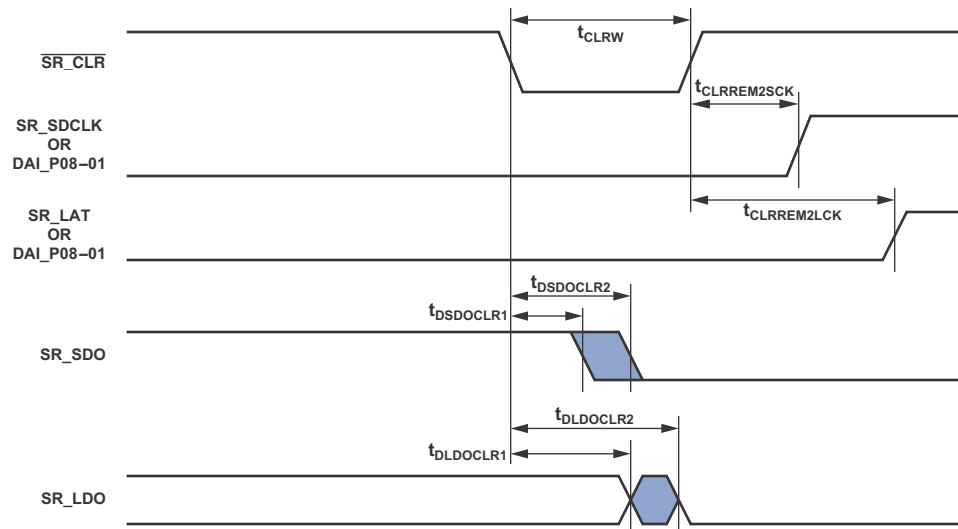 tCLRW
SR_CLR
tCLRREM2SCK
SR_SDCLK
OR
DAI_P08–01
SR_LAT
OR
DAI_P08–01
tCLRREM2LCK
tDSDOCLR2
tDSDOCLR1
SR_SDO
tDLDOCLR2
tDLDOCLR1
SR_LDO